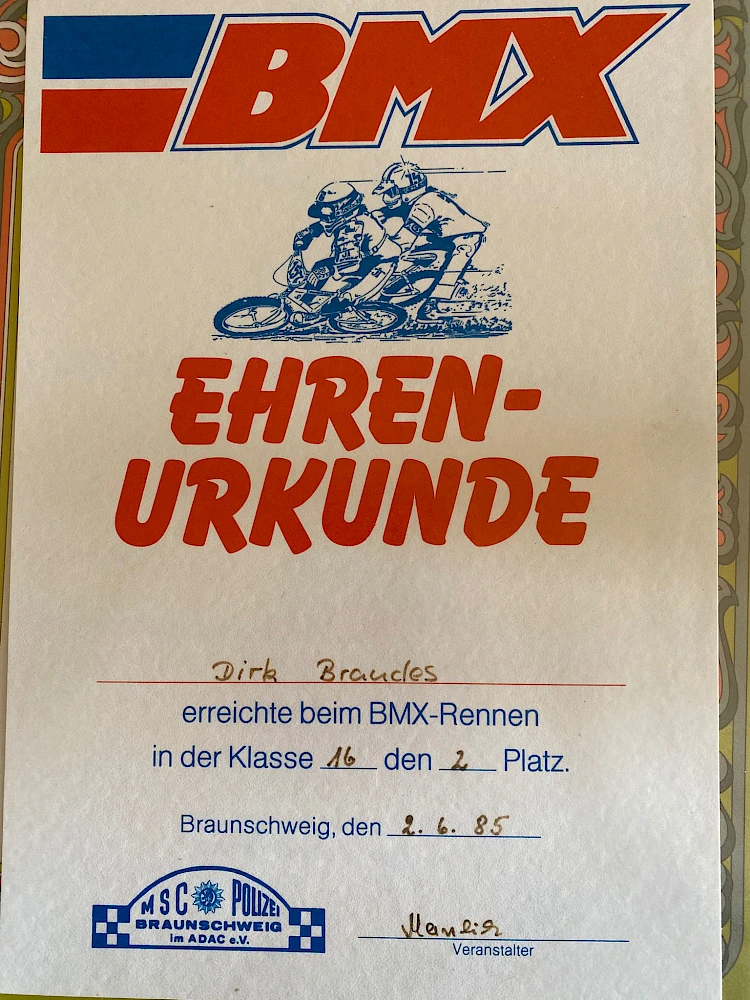 BMX
EHREN-
URKUNDE
Dirk Brandes
erreichte beim BMX-Rennen
in der Klasse 16 den 2 Platz.
Braunschweig, den 2. 6. 85
MSC POLIZEI
BRAUNSCHWEIG
im ADAC e.V.
Veranstalter